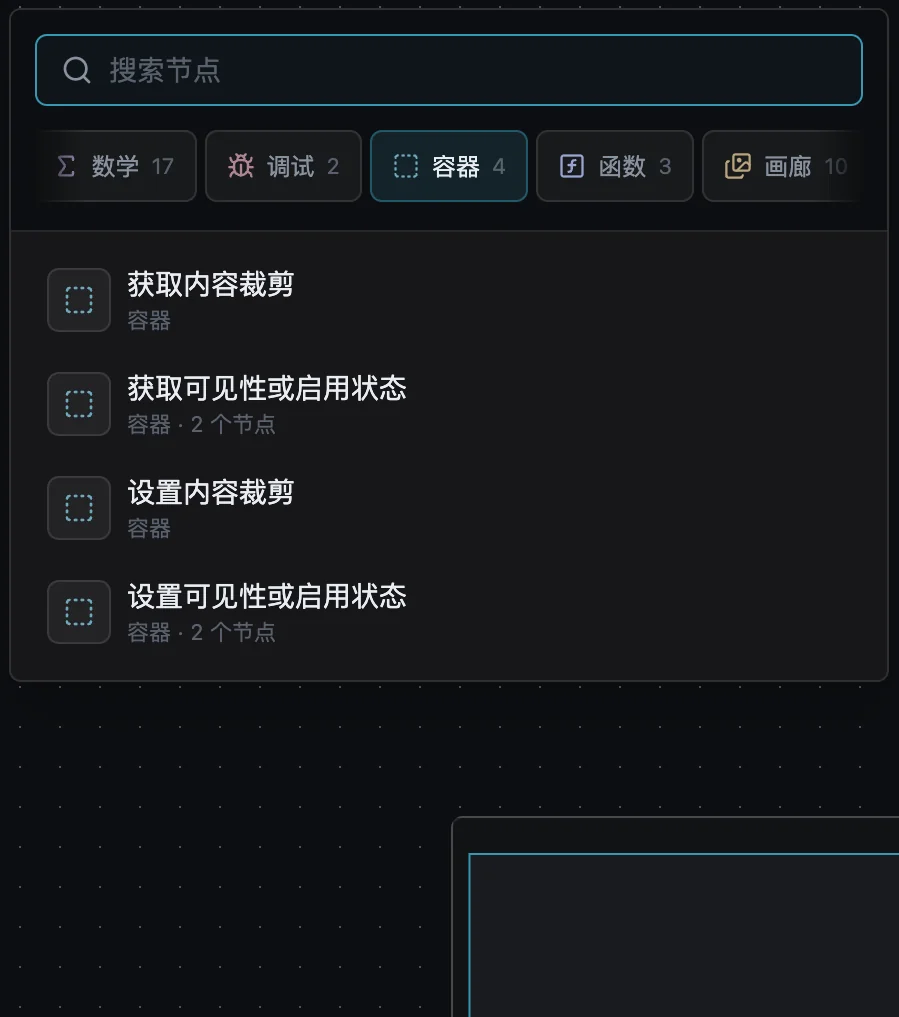 搜索节点
数学 17 调试 2 容器 4 函数 3 画廊 10
获取内容裁剪
容器
获取可见性或启用状态
容器 · 2 个节点
设置内容裁剪
容器
设置可见性或启用状态
容器 · 2 个节点